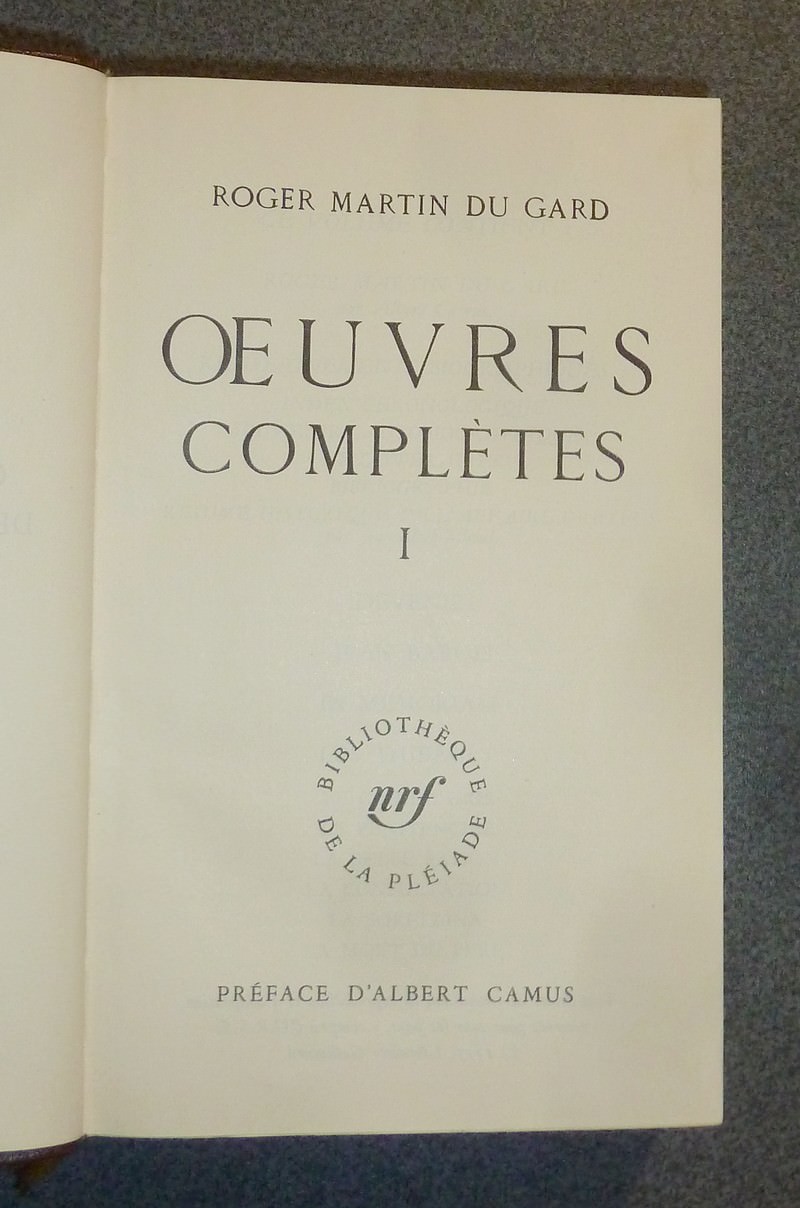 ROGER MARTIN DU GARD
ŒUVRES
COMPLÈTES
I
BIBLIOTHÈQUE
nrf
DE LA PLÉIADE
PRÉFACE D'ALBERT CAMUS